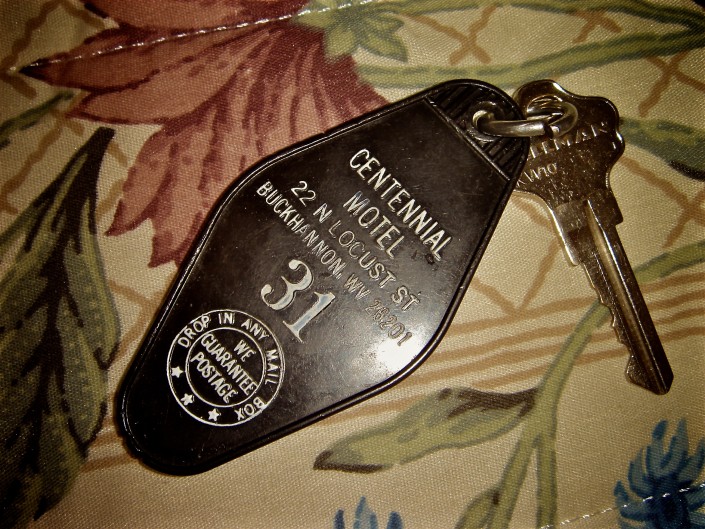 CENTENNIAL
MOTEL
22 N LOCUST ST
BUCKHANNON, WV 26201
31
DROP IN ANY MAIL BOX
WE
GUARANTEE
POSTAGE